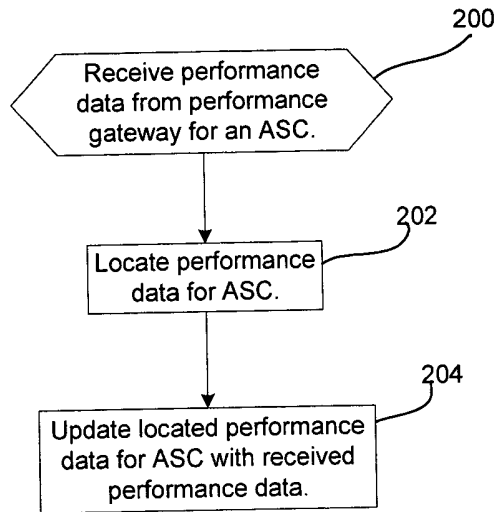 200
Receive performance
data from performance
gateway for an ASC.
202
Locate performance
data for ASC.
204
Update located performance
data for ASC with received
performance data.